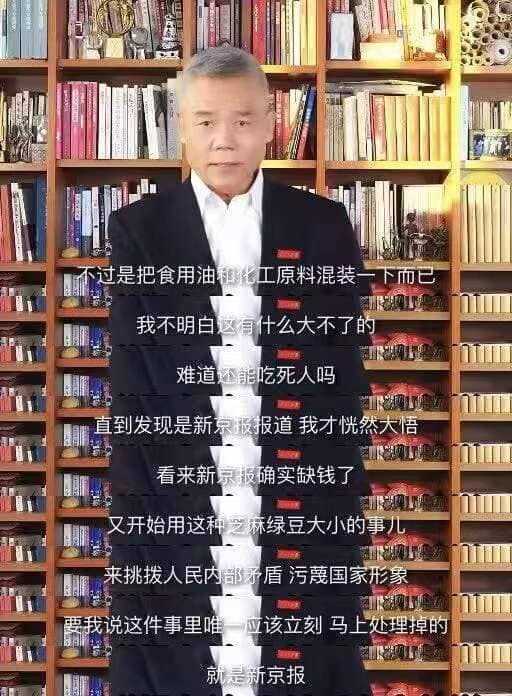 不过是把食用油和化工原料混装一下而已
我不明白这有什么大不了的
难道还能吃死人吗
直到发现是新京报报道 我才恍然大悟
看来新京报确实缺钱了
又开始用这种芝麻绿豆大小的事儿
来挑拨人民内部矛盾 污蔑国家形象
要我说这件事里唯一应该立刻 马上处理掉的
就是新京报